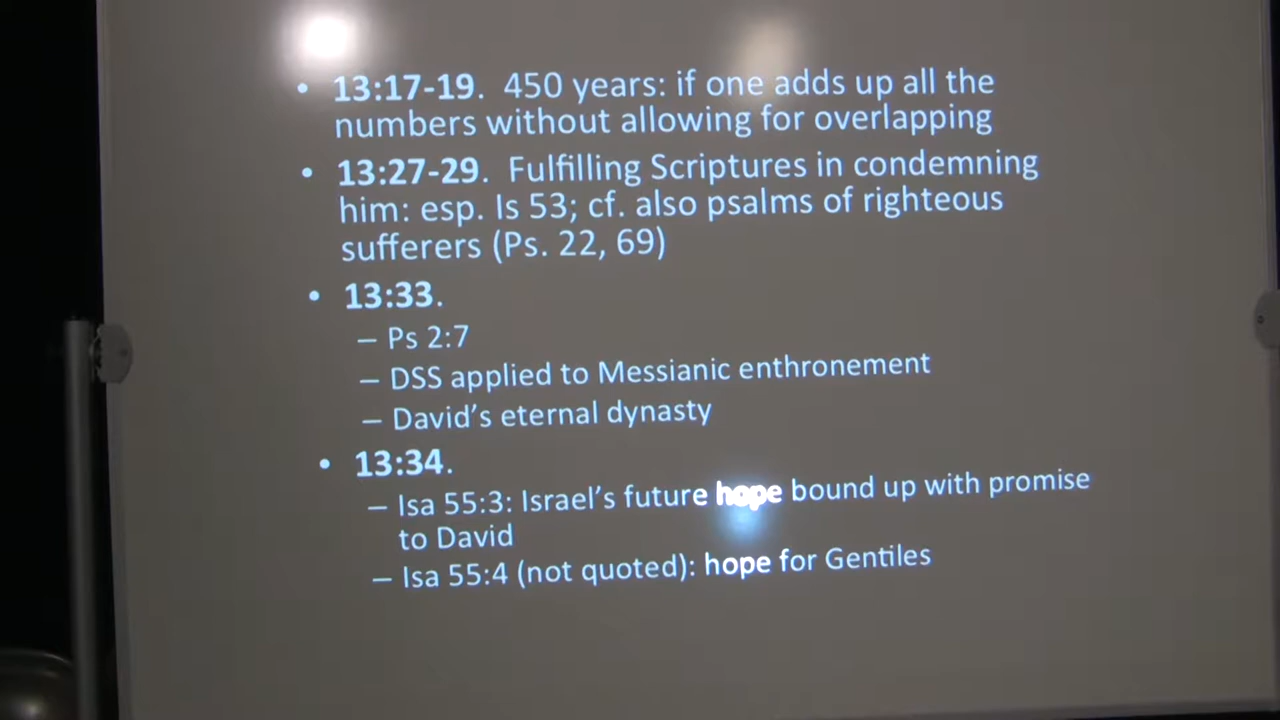 • 13:17-19. 450 years: if one adds up all the
numbers without allowing for overlapping
• 13:27-29. Fulfilling Scriptures in condemning
him: esp. Is 53; cf. also psalms of righteous
sufferers (Ps. 22, 69)
• 13:33.
– Ps 2:7
– DSS applied to Messianic enthronement
– David’s eternal dynasty
• 13:34.
– Isa 55:3: Israel’s future hope bound up with promise
to David
– Isa 55:4 (not quoted): hope for Gentiles